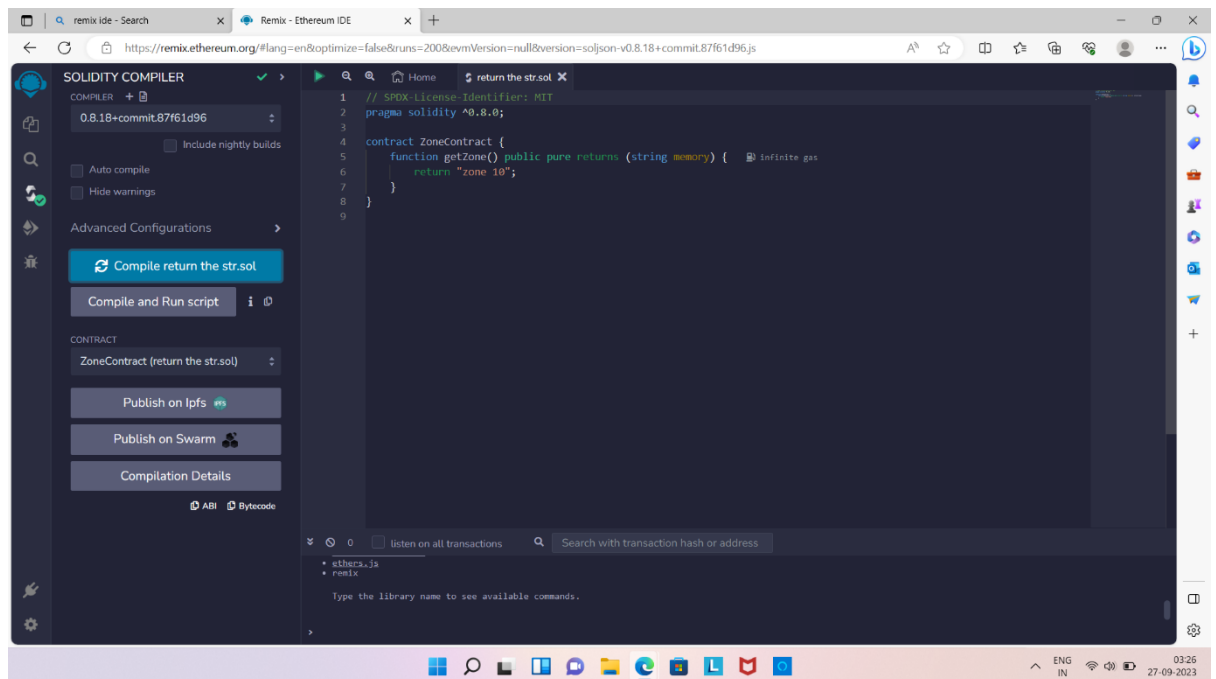 remix ide - Search
Remix - Ethereum IDE
https://remix.ethereum.org/#lang=en&optimize=false&runs=200&evmVersion=null&version=soljson-v0.8.18+commit.87f61d96.js
SOLIDITY COMPILER
COMPILER
0.8.18+commit.87f61d96
Include nightly builds
Auto compile
Hide warnings
Advanced Configurations
Compile return the str.sol
Compile and Run script
i
CONTRACT
ZoneContract (return the str.sol)
Publish on Ipfs
Publish on Swarm
Compilation Details
ABI Bytecode
Home
return the str.sol
1 // SPDX-License-Identifier: MIT
2 pragma solidity ^0.8.0;
3
4 contract ZoneContract {
5 function getZone() public pure returns (string memory) { infinite gas
6 return "zone 10";
7 }
8 }
9
0 listen on all transactions Search with transaction hash or address
• ethers.js
• remix
Type the library name to see available commands.
>
ENG
IN
03:26
27-09-2023